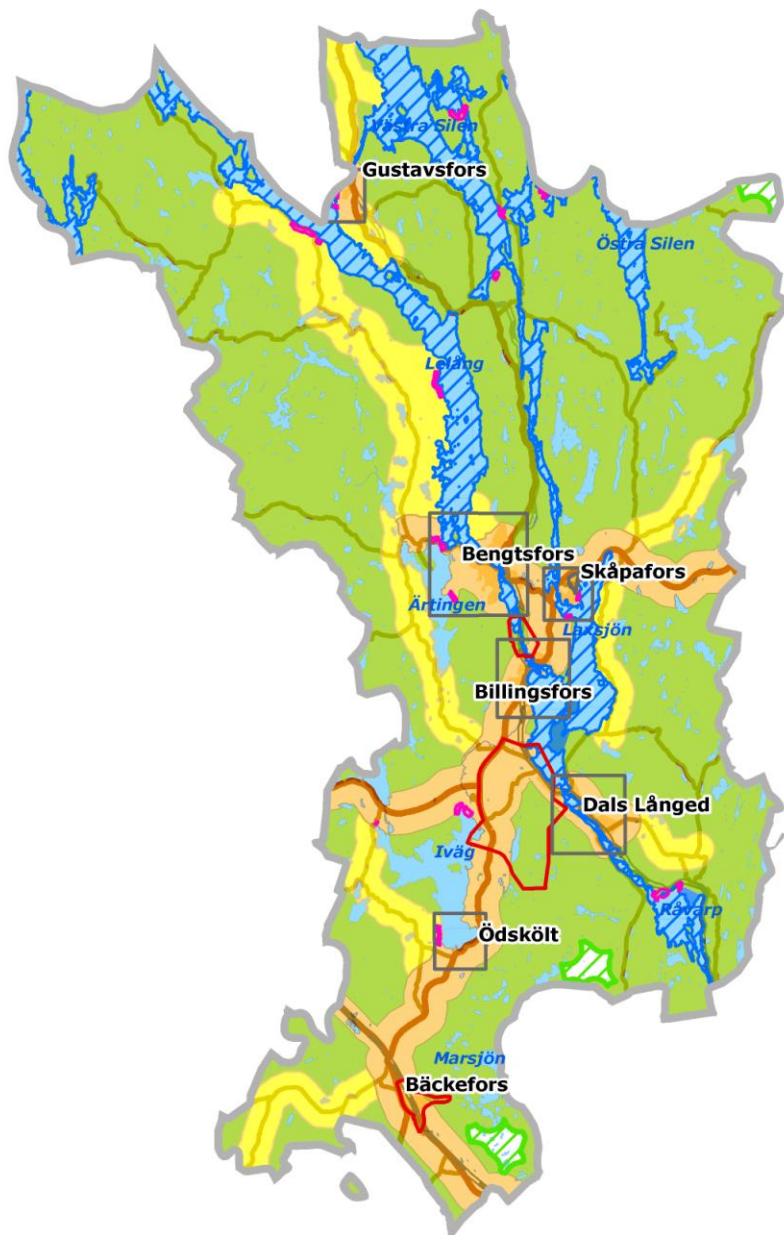 Västra Silen
Gustavsfors
Östra Silen
Lelång
Bengtsfors
Skåpafors
Ärtingen
Laxsjön
Billingsfors
Dals Långed
Iväg
Råvarp
Ödskölt
Marsjön
Bäckefors